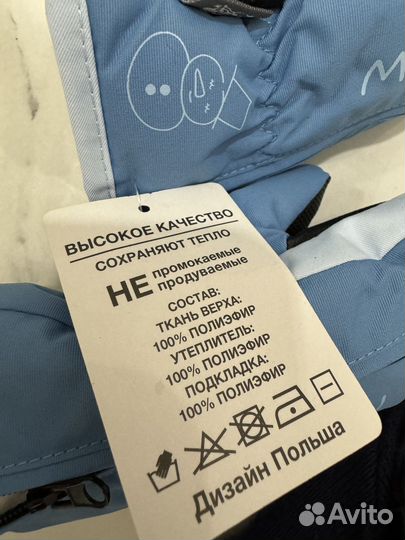 M
ВЫСОКОЕ КАЧЕСТВО
СОХРАНЯЮТ ТЕПЛО
НЕ промокаемые
продуваемые
СОСТАВ:
ТКАНЬ ВЕРХА:
100% ПОЛИЭФИР
УТЕПЛИТЕЛЬ:
100% ПОЛИЭФИР
ПОДКЛАДКА:
100% ПОЛИЭФИР
Дизайн Польша
Avito